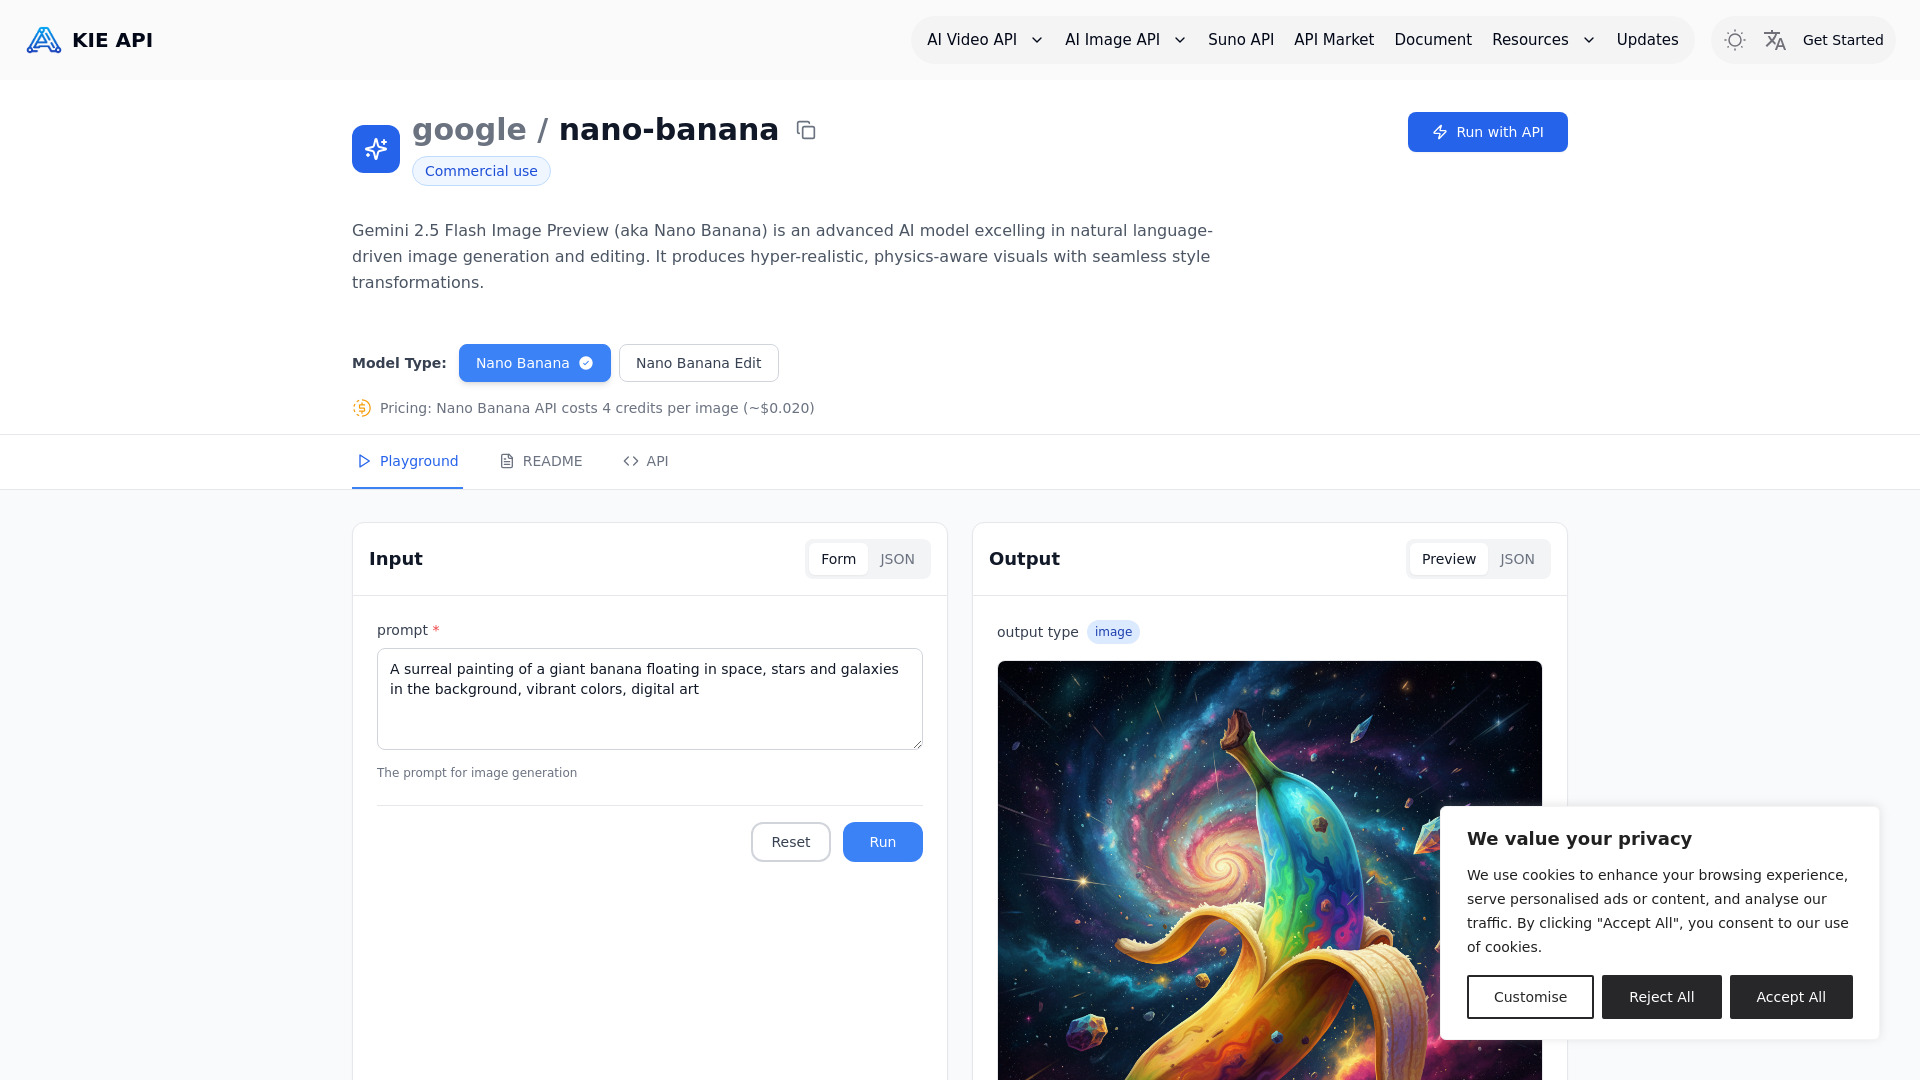 KIE API
AI Video API
AI Image API
Suno API
API Market
Document
Resources
Updates
Get Started
google / nano-banana
Commercial use
Run with API
Gemini 2.5 Flash Image Preview (aka Nano Banana) is an advanced AI model excelling in natural language-
driven image generation and editing. It produces hyper-realistic, physics-aware visuals with seamless style
transformations.
Model Type:
Nano Banana
Nano Banana Edit
Pricing: Nano Banana API costs 4 credits per image (~$0.020)
Playground
README
API
Input
Form
JSON
prompt *
A surreal painting of a giant banana floating in space, stars and galaxies
in the background, vibrant colors, digital art
The prompt for image generation
Reset
Run
Output
Preview
JSON
output type
image
We value your privacy
We use cookies to enhance your browsing experience,
serve personalised ads or content, and analyse our
traffic. By clicking "Accept All", you consent to our use
of cookies.
Customise
Reject All
Accept All